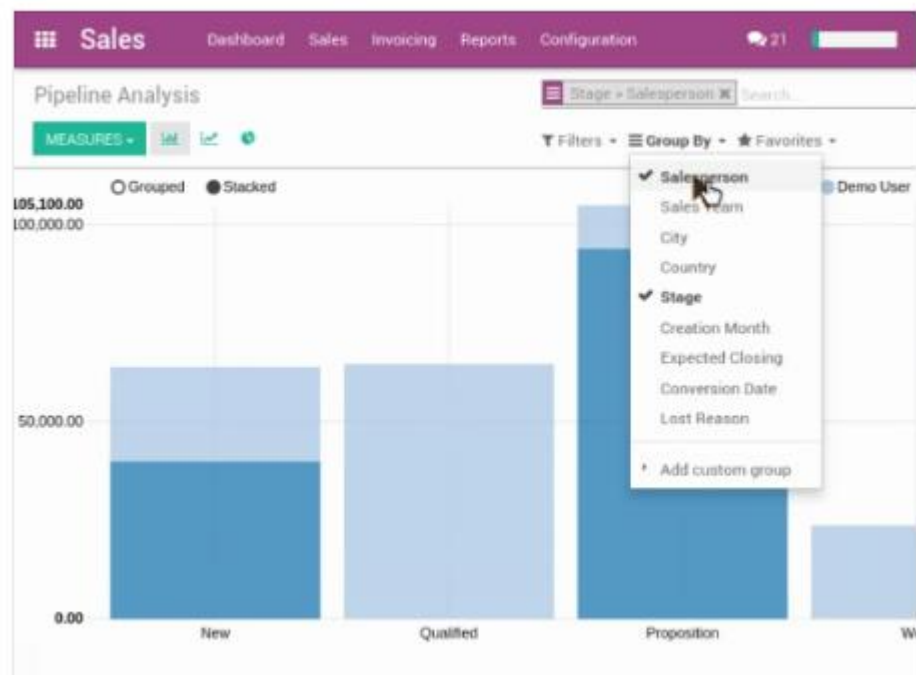 Sales Dashboard Sales Invoicing Reports Configuration 21
Pipeline Analysis
Stage » Salesperson ✖ Search...
MEASURES
Filters Group By Favorites
Grouped Stacked
Demo User
Salesperson
Sales Team
City
Country
Stage
Creation Month
Expected Closing
Conversion Date
Lost Reason
Add custom group
105,100.00
100,000.00
50,000.00
0.00
New Qualified Proposition